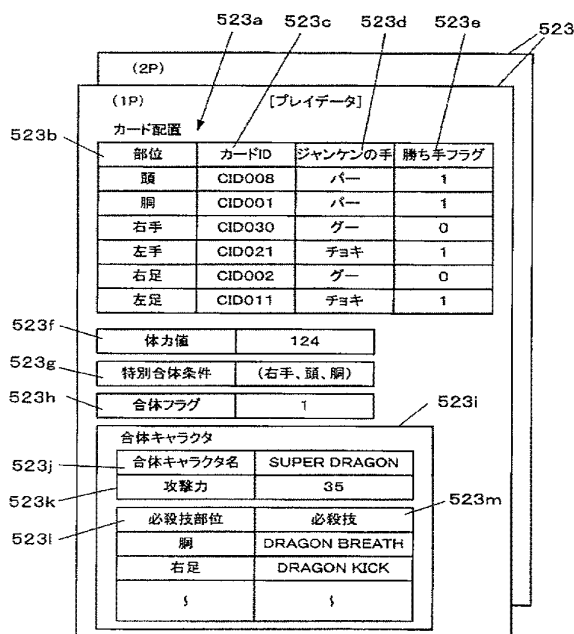 523a 523c 523d 523e
523
(2P)
(1P) [プレイデータ]
カード配置
523b
部位 カードID ジャンケンの手 勝ち手フラグ
頭 CID008 パー 1
胴 CID001 パー 1
右手 CID030 グー 0
左手 CID021 チョキ 1
右足 CID002 グー 0
左足 CID011 チョキ 1
523f 体力値 124
523g 特別合体条件 (右手、頭、胴)
523h 合体フラグ 1
523i
合体キャラクタ
523j 合体キャラクタ名 SUPER DRAGON
523k 攻撃力 35
523m
523l 必殺技部位 必殺技
胴 DRAGON BREATH
右足 DRAGON KICK
∫ ∫